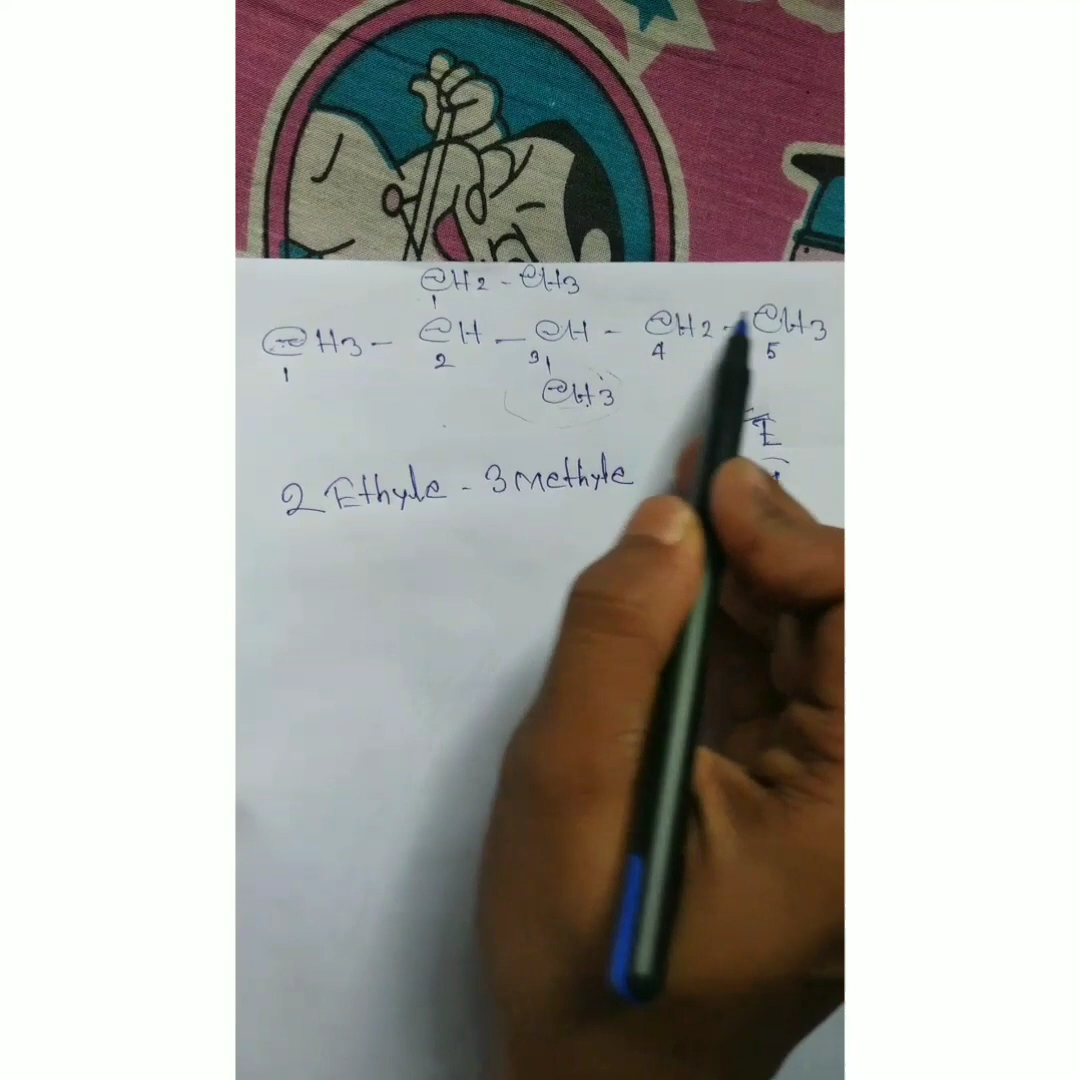 CH2 - CH3
CH3 - CH - CH - CH2 - CH3
1 2 3 4 5
CH3
E
2 Ethyle - 3 Methyle